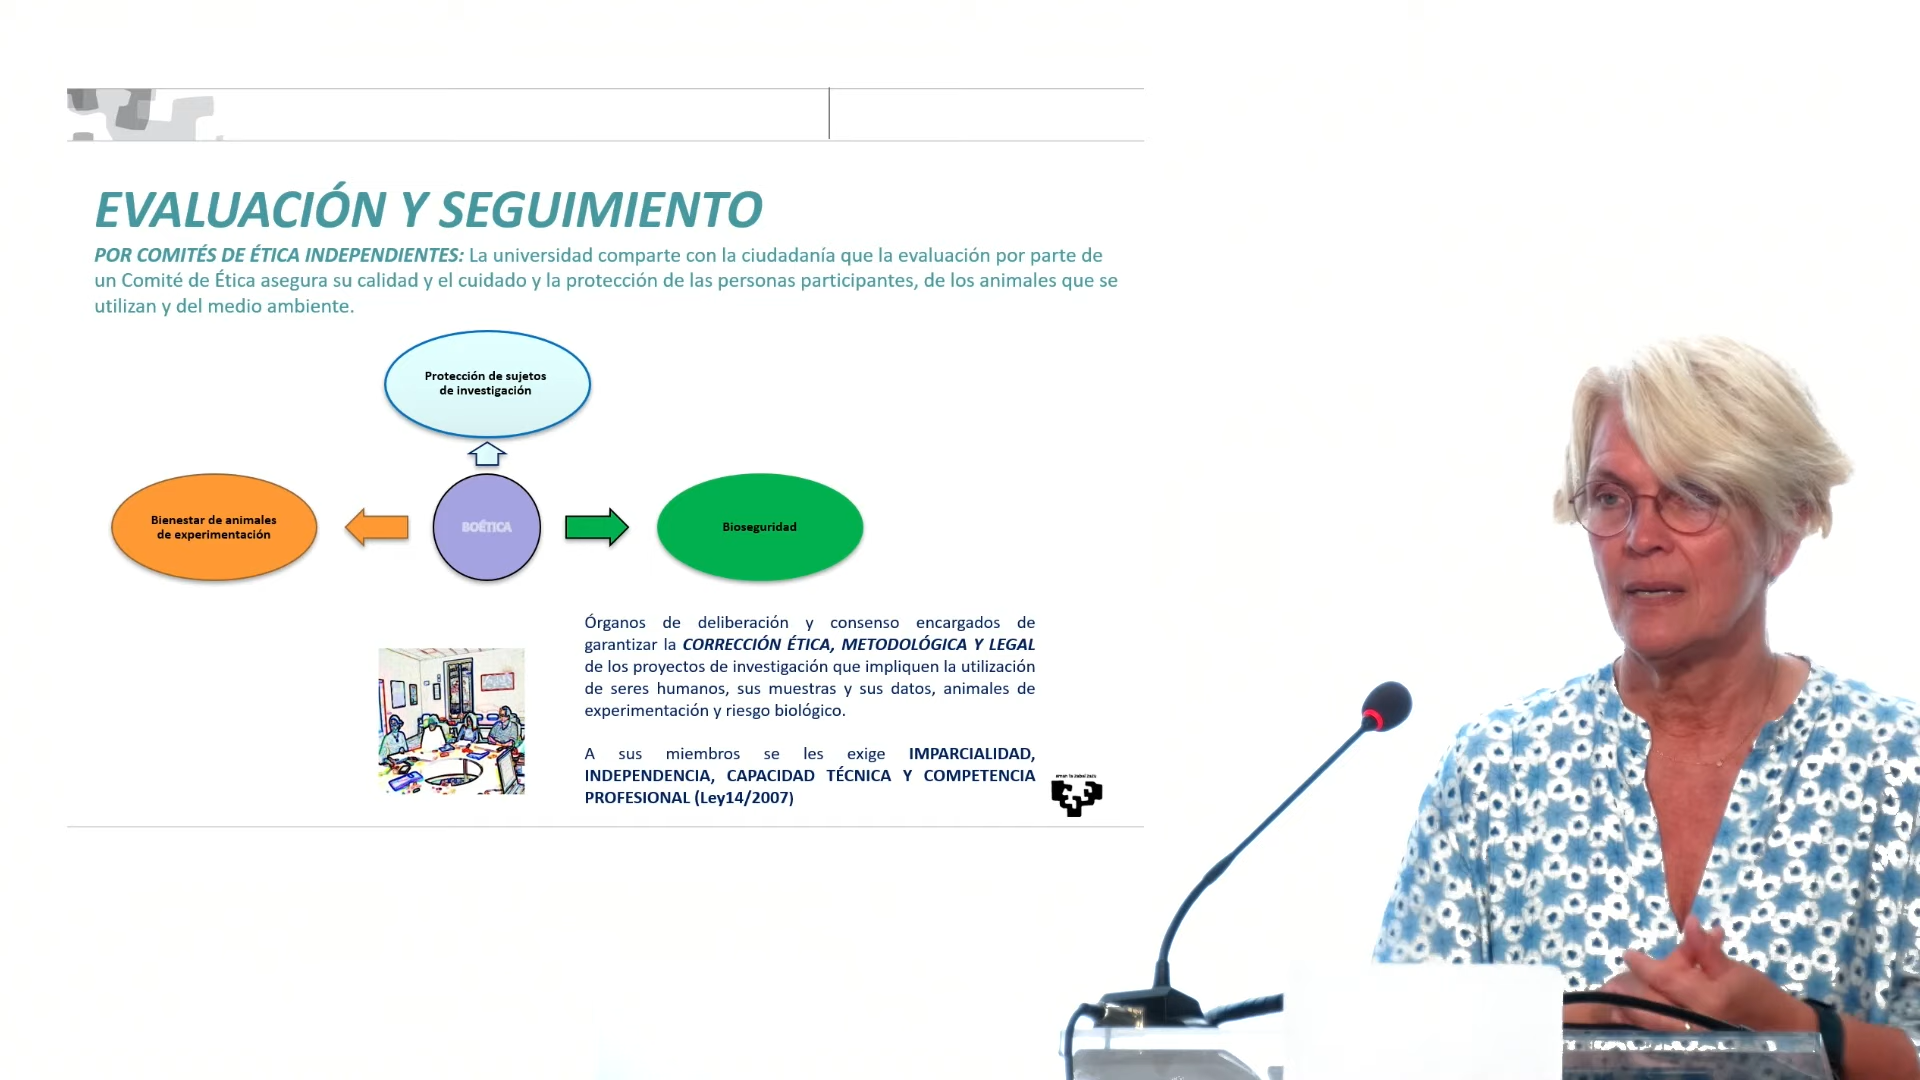 EVALUACIÓN Y SEGUIMIENTO
POR COMITÉS DE ÉTICA INDEPENDIENTES: La universidad comparte con la ciudadanía que la evaluación por parte de
un Comité de Ética asegura su calidad y el cuidado y la protección de las personas participantes, de los animales que se
utilizan y del medio ambiente.
Protección de sujetos
de investigación
Bienestar de animales
de experimentación
BOÉTICA
Bioseguridad
Órganos de deliberación y consenso encargados de
garantizar la CORRECCIÓN ÉTICA, METODOLÓGICA Y LEGAL
de los proyectos de investigación que impliquen la utilización
de seres humanos, sus muestras y sus datos, animales de
experimentación y riesgo biológico.
A sus miembros se les exige IMPARCIALIDAD,
INDEPENDENCIA, CAPACIDAD TÉCNICA Y COMPETENCIA
PROFESIONAL (Ley14/2007)
eman ta zabal zazu